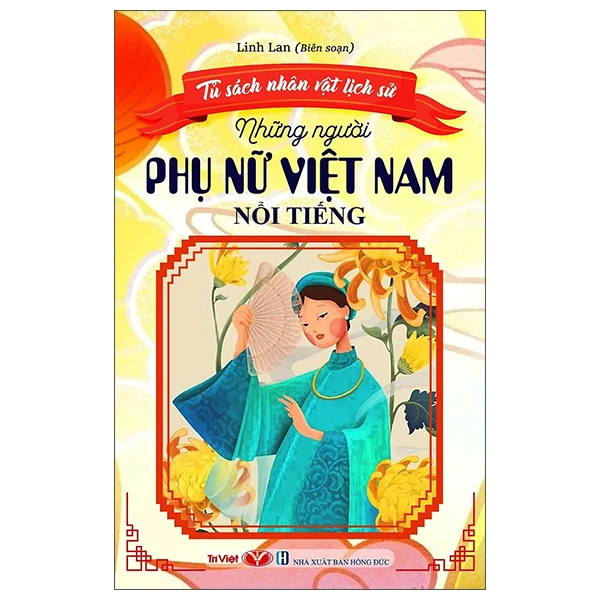 Linh Lan (Biên soạn)
Tủ sách nhân vật lịch sử
Những người
PHỤ NỮ VIỆT NAM
NỔI TIẾNG
Trí Việt
NHÀ XUẤT BẢN HỒNG ĐỨC